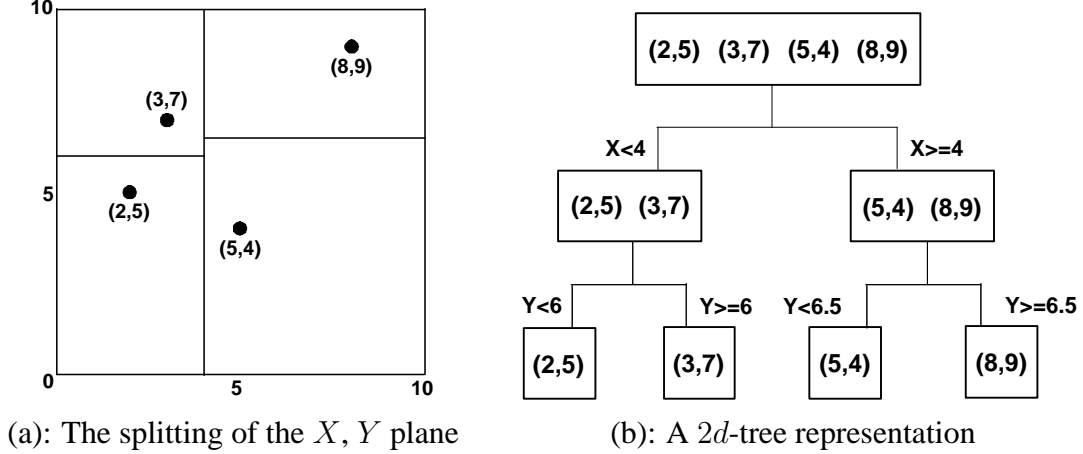 10
(8,9)
(3,7)
5
(2,5)
(5,4)
0
5
10
(a): The splitting of the X, Y plane
(2,5) (3,7) (5,4) (8,9)
X<4
X>=4
(2,5) (3,7)
(5,4) (8,9)
Y<6
Y>=6
Y<6.5
Y>=6.5
(2,5)
(3,7)
(5,4)
(8,9)
(b): A 2d-tree representation